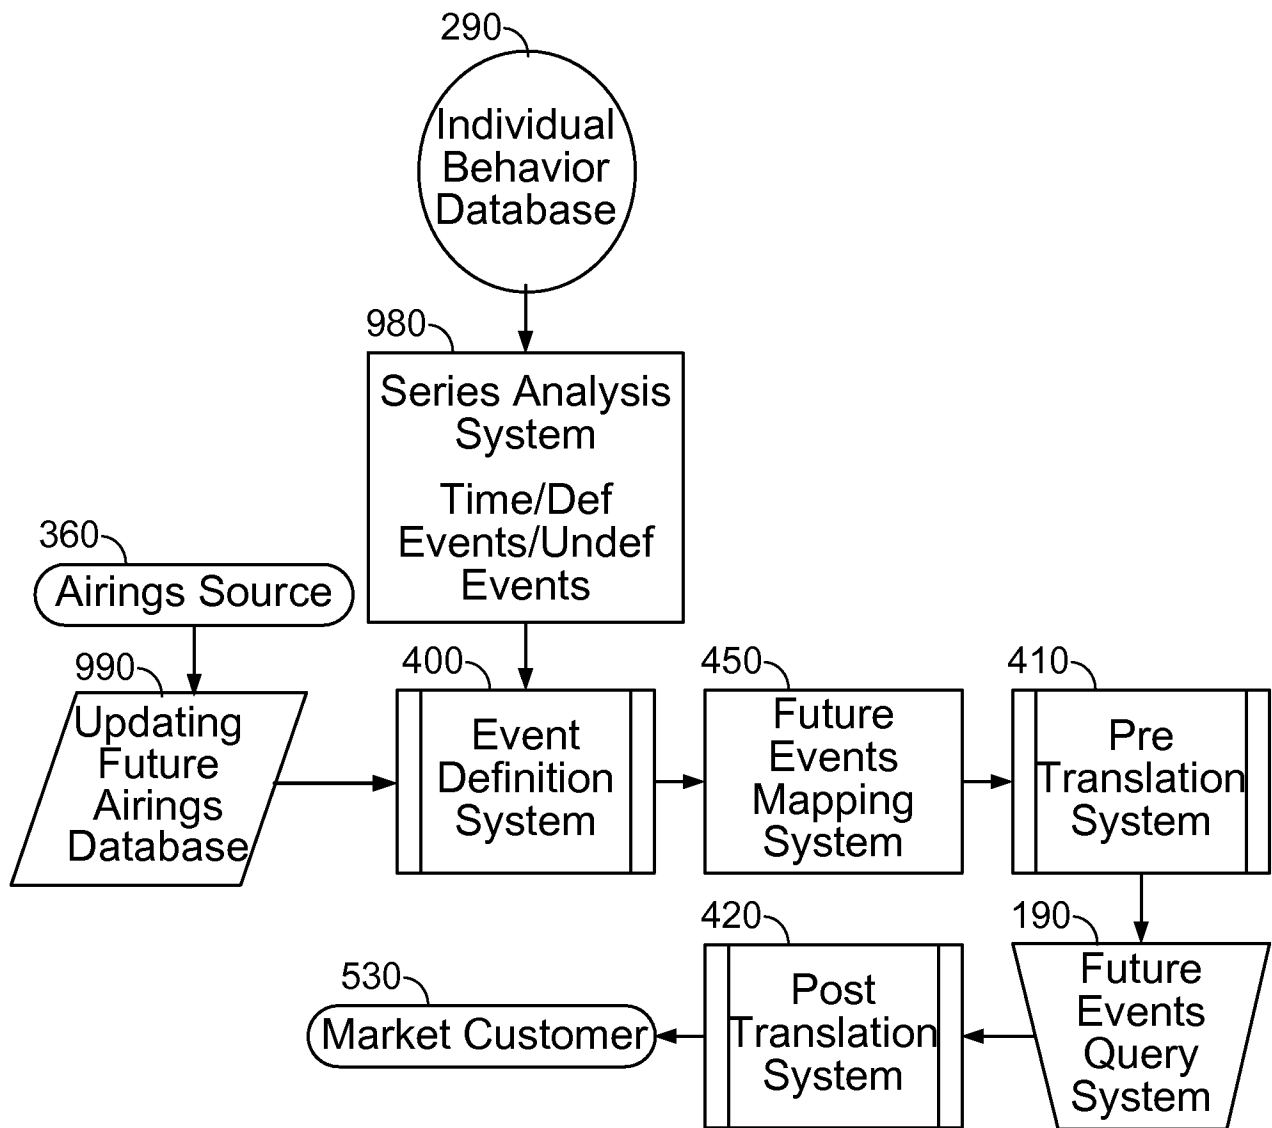 290
Individual
Behavior
Database
980
Series Analysis
System
Time/Def
Events/Undef
Events
360
Airings Source
990
Updating
Future
Airings
Database
400
Event
Definition
System
450
Future
Events
Mapping
System
410
Pre
Translation
System
190
Future
Events
Query
System
420
Post
Translation
System
530
Market Customer